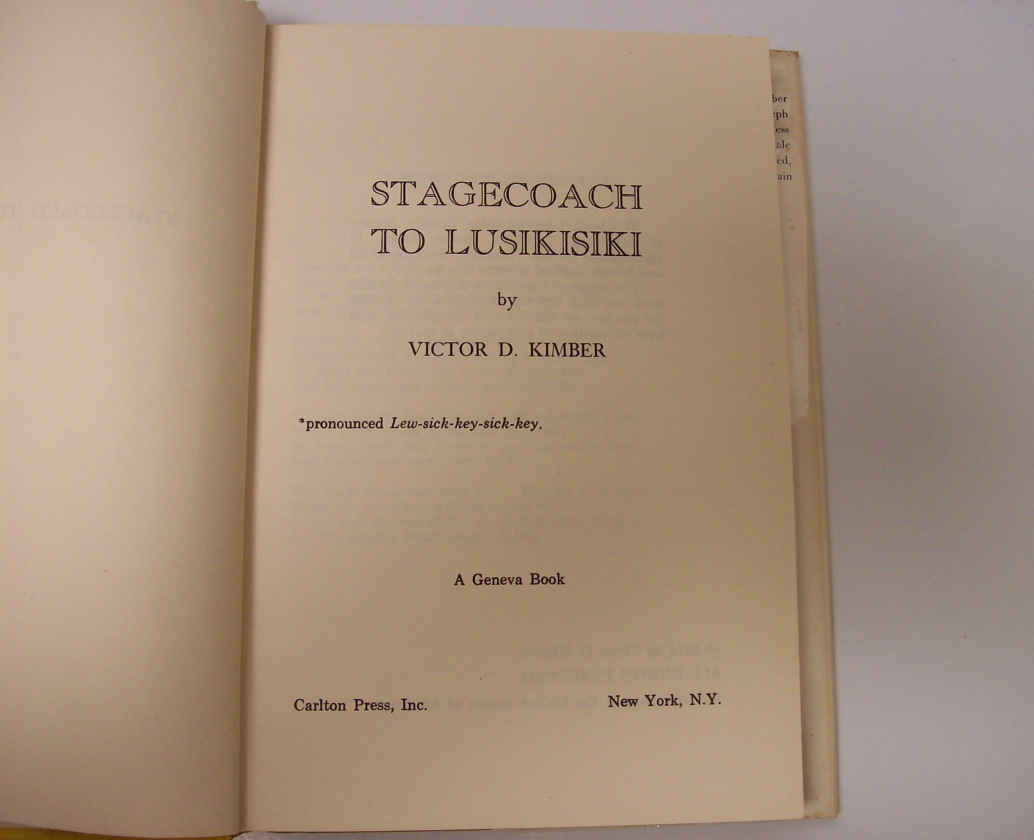 STAGECOACH
TO LUSIKISIKI
by
VICTOR D. KIMBER
*pronounced Lew-sick-key-sick-key.
A Geneva Book
Carlton Press, Inc. New York, N.Y.